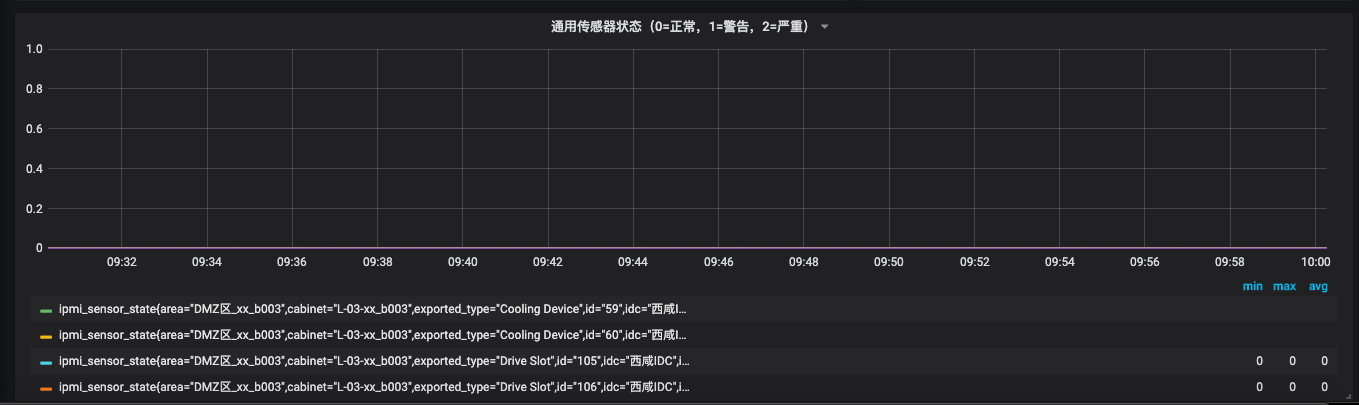 通用传感器状态（0=正常，1=警告，2=严重）
1.0
0.8
0.6
0.4
0.2
0
09:32 09:34 09:36 09:38 09:40 09:42 09:44 09:46 09:48 09:50 09:52 09:54 09:56 09:58 10:00
min max avg
ipmi_sensor_state{area="DMZ区_xx_b003",cabinet="L-03-xx_b003",exported_type="Cooling Device",id="59",idc="西咸I...
ipmi_sensor_state{area="DMZ区_xx_b003",cabinet="L-03-xx_b003",exported_type="Cooling Device",id="60",idc="西咸I...
ipmi_sensor_state{area="DMZ区_xx_b003",cabinet="L-03-xx_b003",exported_type="Drive Slot",id="105",idc="西咸IDC",i... 0 0 0
ipmi_sensor_state{area="DMZ区_xx_b003",cabinet="L-03-xx_b003",exported_type="Drive Slot",id="106",idc="西咸IDC",i... 0 0 0